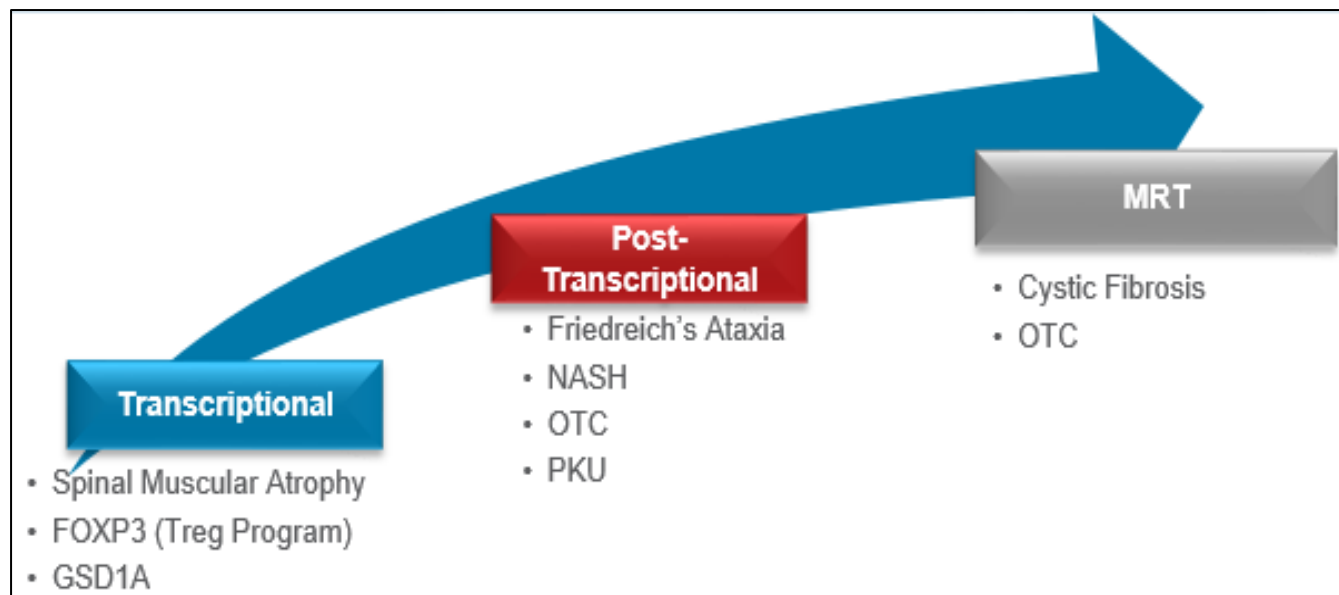 MRT
Post-
Transcriptional
• Cystic Fibrosis
• OTC
• Friedreich's Ataxia
• NASH
• OTC
• PKU
Transcriptional
• Spinal Muscular Atrophy
• FOXP3 (Treg Program)
• GSD1A